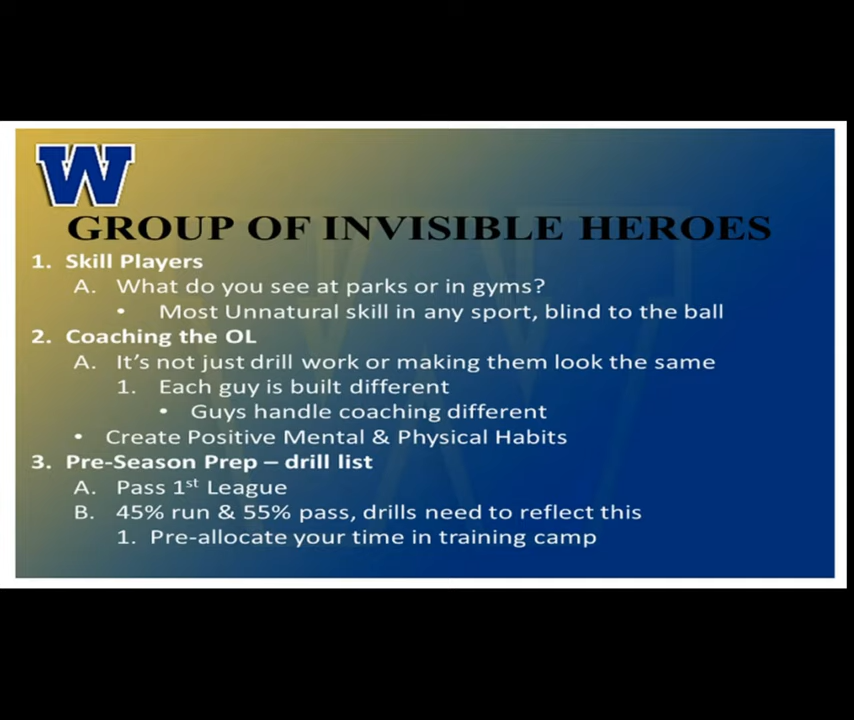 W
GROUP OF INVISIBLE HEROES
1. Skill Players
A. What do you see at parks or in gyms?
• Most Unnatural skill in any sport, blind to the ball
2. Coaching the OL
A. It's not just drill work or making them look the same
1. Each guy is built different
• Guys handle coaching different
• Create Positive Mental & Physical Habits
3. Pre-Season Prep – drill list
A. Pass 1st League
B. 45% run & 55% pass, drills need to reflect this
1. Pre-allocate your time in training camp